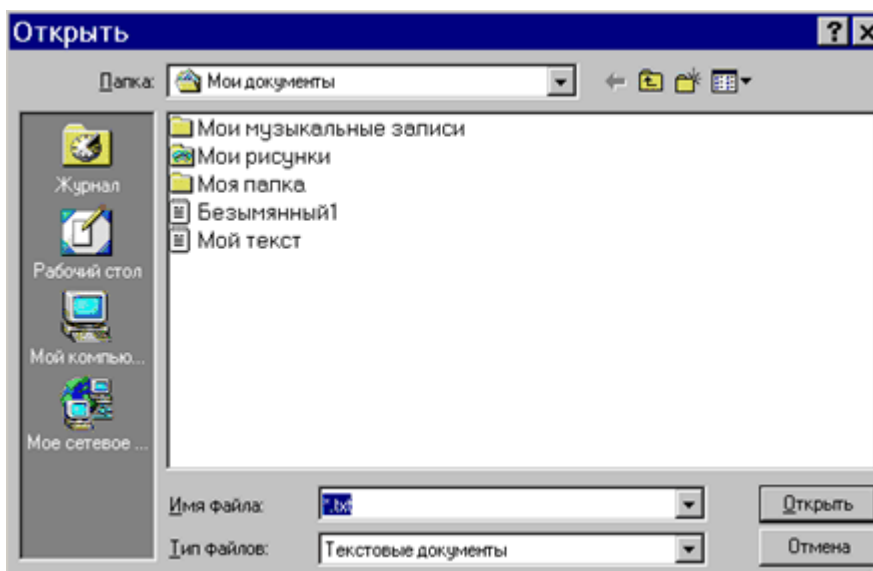 Открыть
Папка: Мои документы
Журнал
Рабочий стол
Мой компью...
Мое сетевое ...
Мои музыкальные записи
Мои рисунки
Моя папка
Безымянный1
Мой текст
Имя файла: *.txt Открыть
Тип файлов: Текстовые документы Отмена